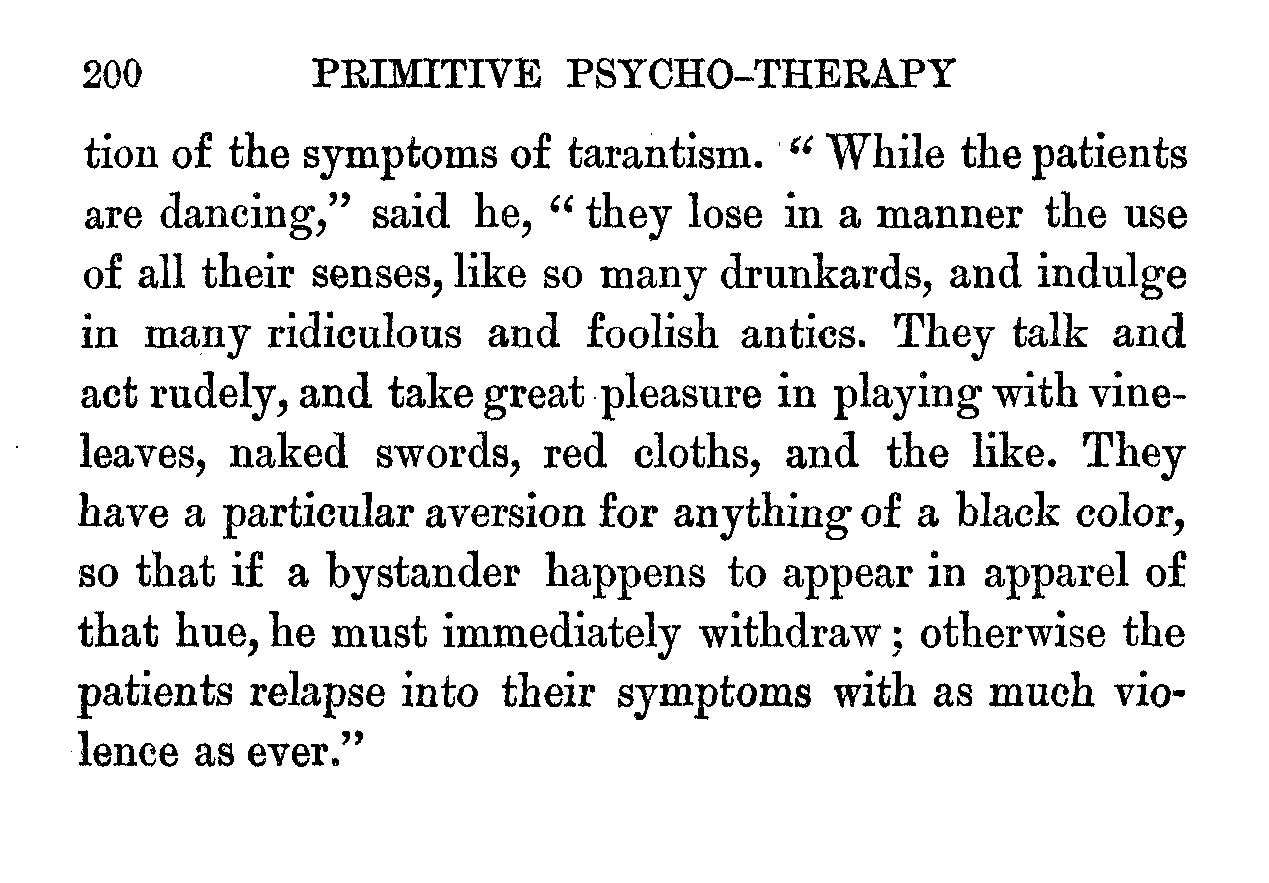 200 PRIMITIVE PSYCHO-THERAPY
tion of the symptoms of tarantism. “ While the patients
are dancing,” said he, “ they lose in a manner the use
of all their senses, like so many drunkards, and indulge
in many ridiculous and foolish antics. They talk and
act rudely, and take great pleasure in playing with vine-
leaves, naked swords, red cloths, and the like. They
have a particular aversion for anything of a black color,
so that if a bystander happens to appear in apparel of
that hue, he must immediately withdraw ; otherwise the
patients relapse into their symptoms with as much vio-
lence as ever.”